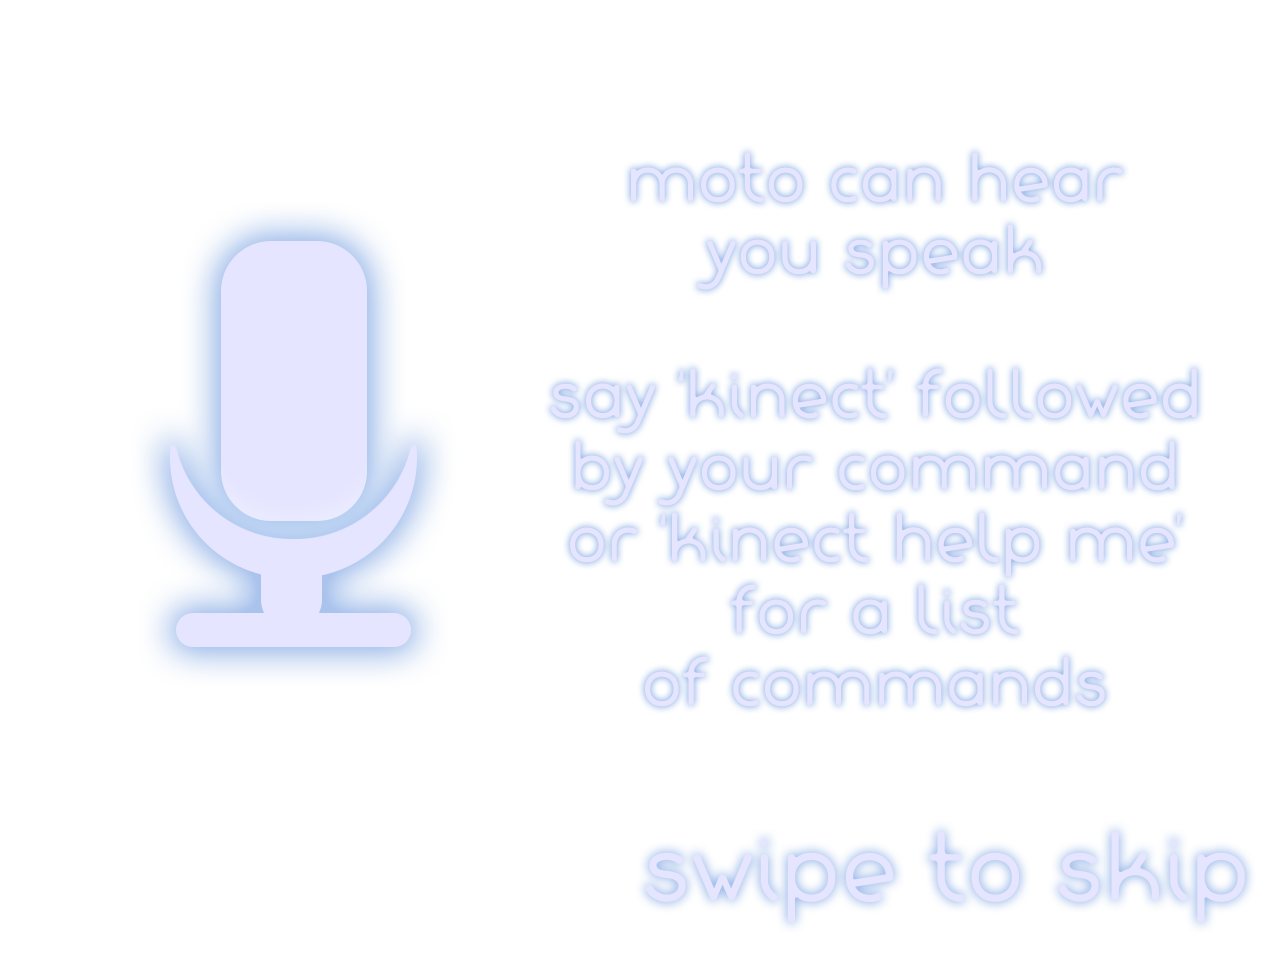 moto can hear
you speak
say 'kinect' followed
by your command
or 'kinect help me'
for a list
of commands
swipe to skip